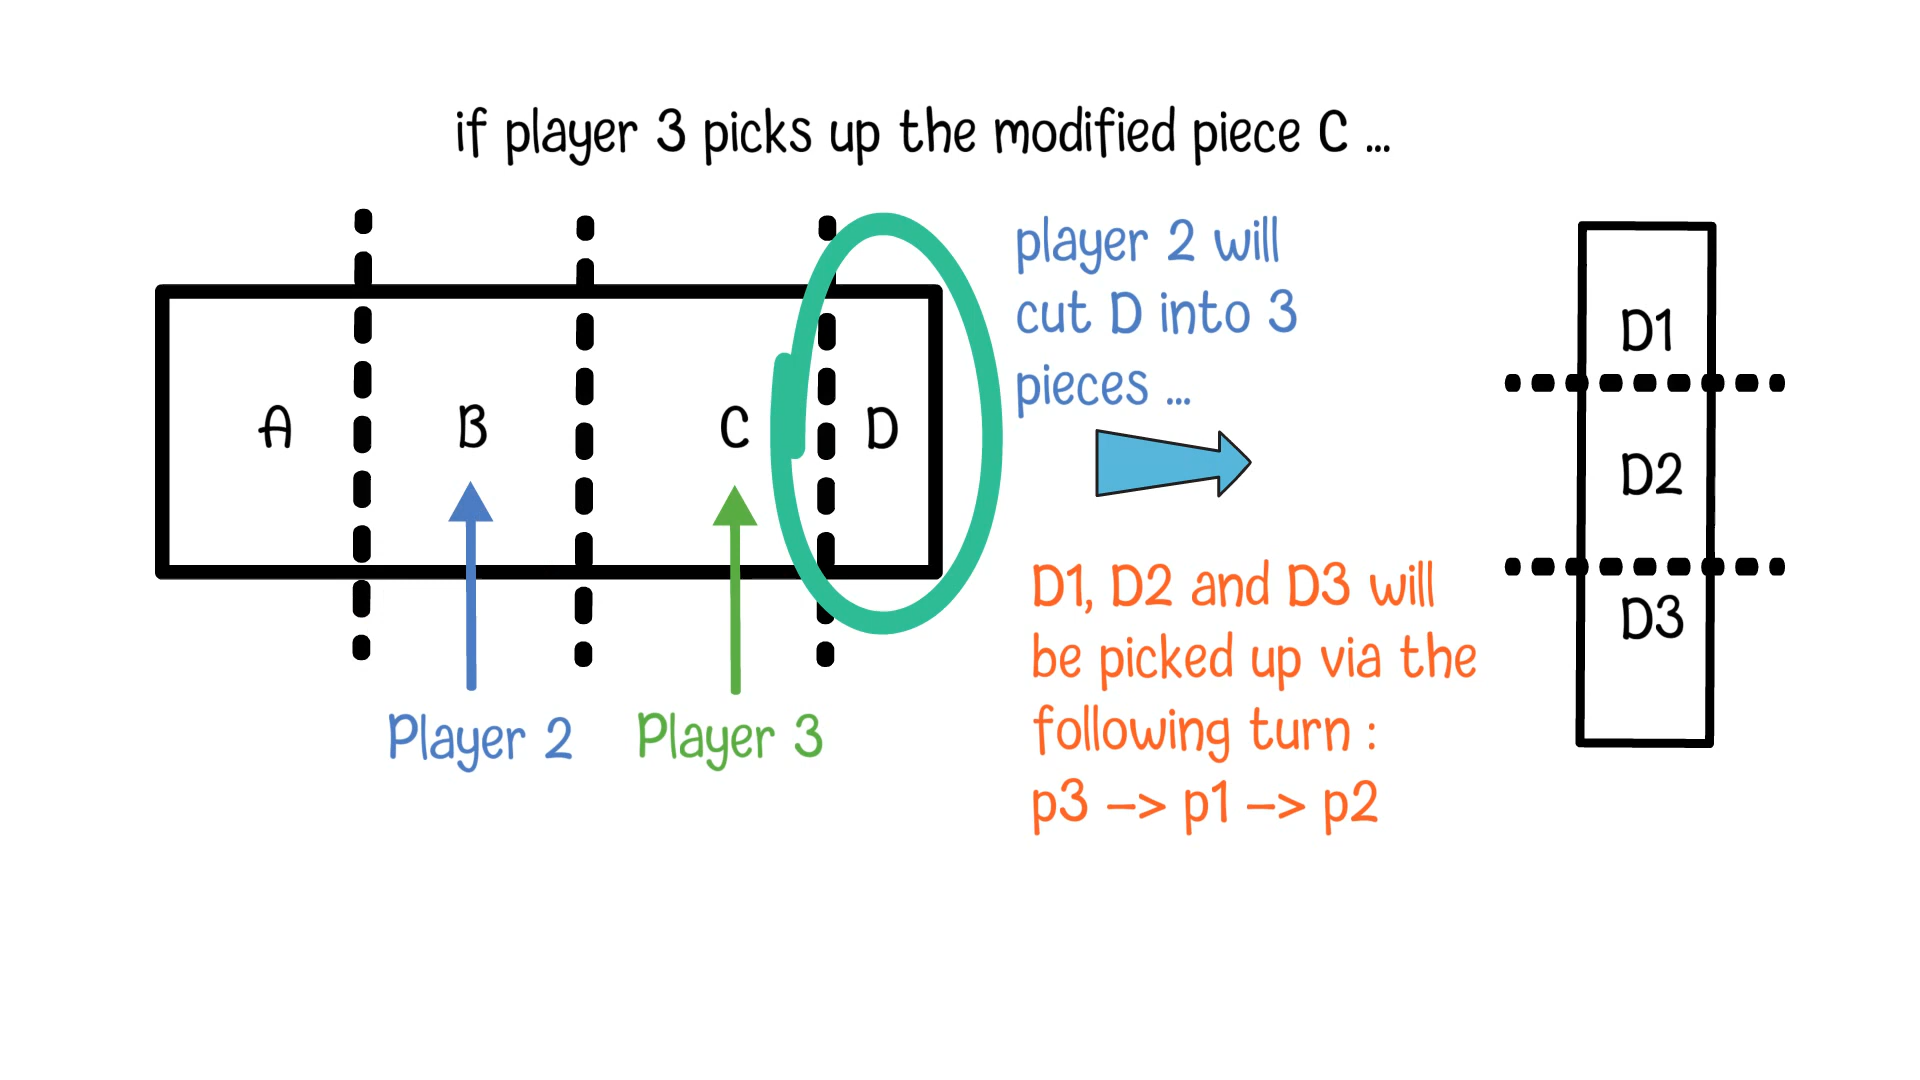 if player 3 picks up the modified piece C ...
A
B
C
D
Player 2
Player 3
player 2 will
cut D into 3
pieces ...
D1, D2 and D3 will
be picked up via the
following turn :
p3 –> p1 –> p2
D1
D2
D3